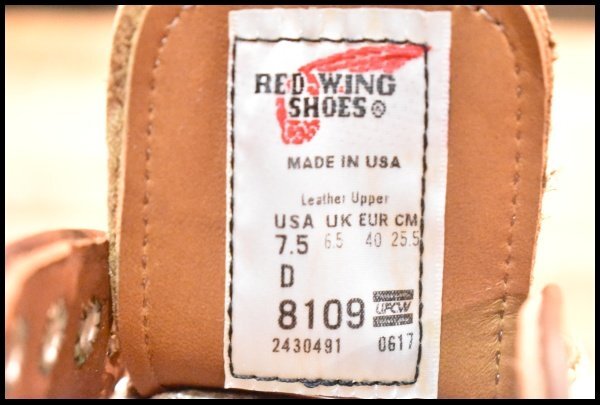 RED WING
SHOES®
MADE IN USA
Leather Upper
USA UK EUR CM
7.5 6.5 40 25.5
D
8109 UFCW
2430491 0617